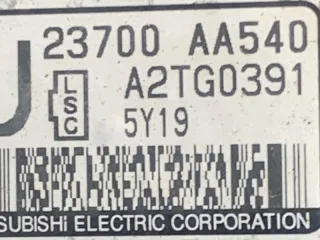 23700 AA540
A2TG0391
LSC
5Y19
SUBISHi ELECTRIC CORPORATION